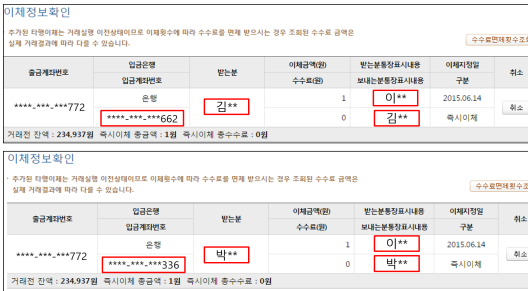 이체정보확인
· 추가된 타행이체는 거래실행 이전상태이므로 이체횟수에 따라 수수료를 면제 받으시는 경우 조회된 수수료 금액은
실제 거래결과에 따라 다를 수 있습니다.
수수료면제횟수조회
출금계좌번호 입금은행 받는분 이체금액(원) 받는분통장표시내용 이체지정일 취소
입금계좌번호 수수료(원) 보내는분통장표시내용 구분
****-***-***772 은행 김** 1 이** 2015.06.14 취소
****-***-***662 0 김** 즉시이체
거래전 잔액 : 234,937원 즉시이체 총금액 : 1원 즉시이체 총수수료 : 0원
이체정보확인
· 추가된 타행이체는 거래실행 이전상태이므로 이체횟수에 따라 수수료를 면제 받으시는 경우 조회된 수수료 금액은
실제 거래결과에 따라 다를 수 있습니다.
수수료면제횟수조
출금계좌번호 입금은행 받는분 이체금액(원) 받는분통장표시내용 이체지정일 취소
입금계좌번호 수수료(원) 보내는분통장표시내용 구분
****-***-***772 은행 박** 1 이** 2015.06.14 취소
****-***-***336 0 박** 즉시이체
거래전 잔액 : 234,937원 즉시이체 총금액 : 1원 즉시이체 총수수료 : 0원